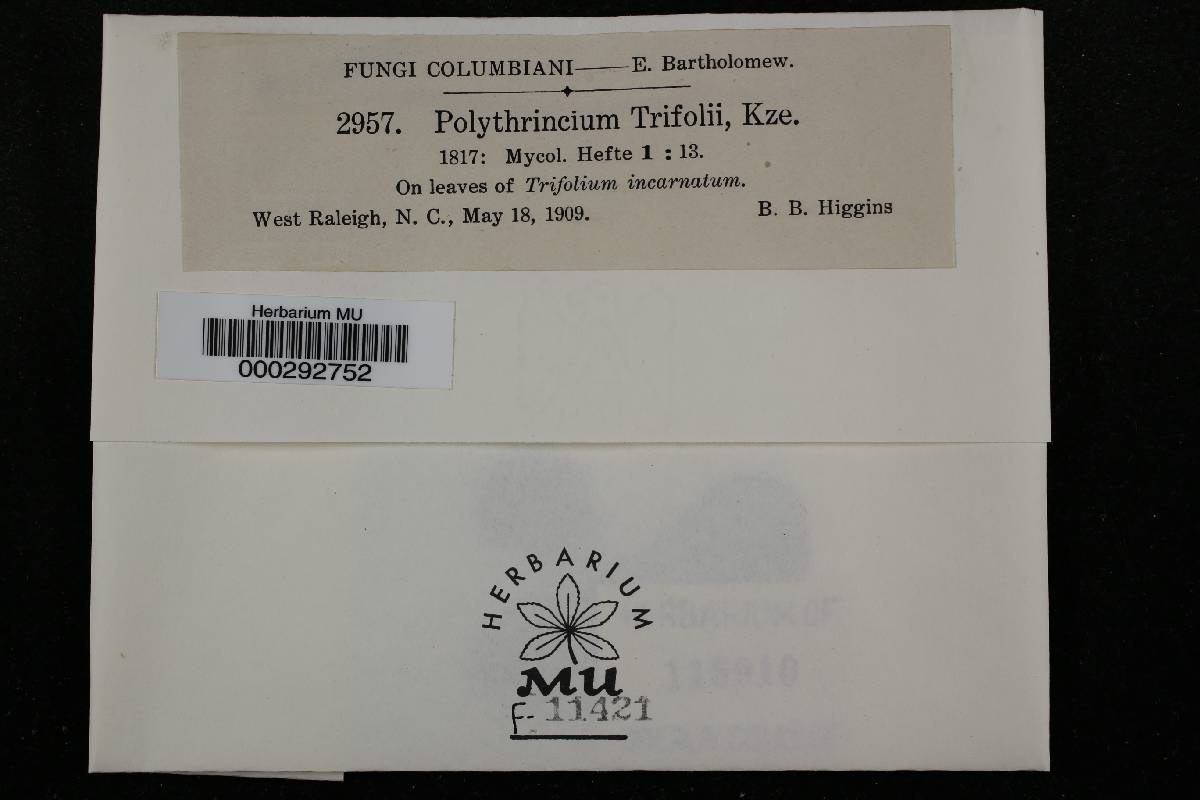 FUNGI COLUMBIANI—E. Bartholomew.
2957. Polythrincium Trifolii, Kze.
1817: Mycol. Hefte 1 : 13.
On leaves of Trifolium incarnatum.
West Raleigh, N. C., May 18, 1909. B. B. Higgins
Herbarium MU
000292752
HERBARIUM
MU
F- 11421